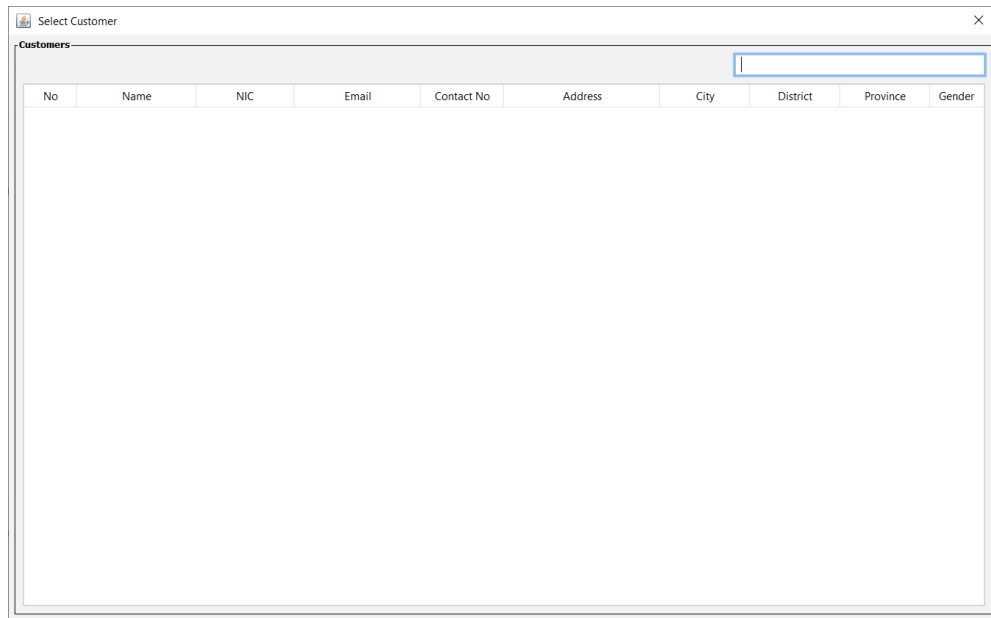 Select Customer
Customers
No Name NIC Email Contact No Address City District Province Gender